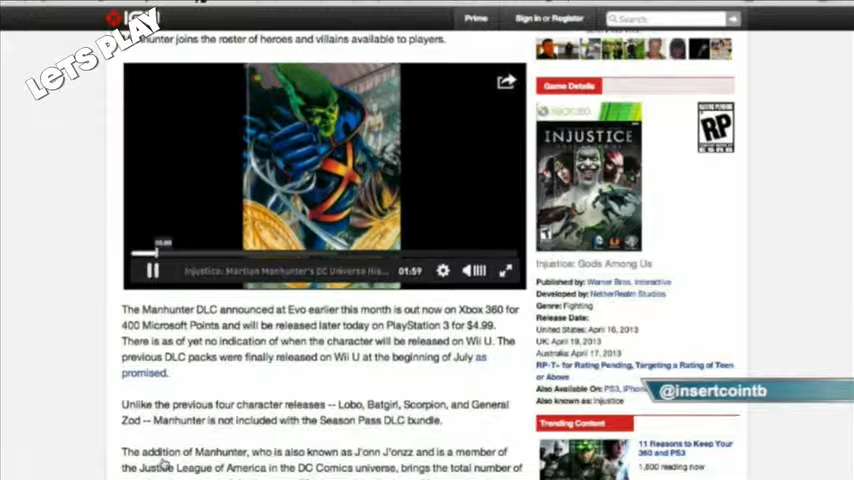 LETS PLAY
Prime
Sign in or Register
Search
hunter joins the roster of heroes and villains available to players.
00:09
Injustice: Martian Manhunter's DC Universe His...
01:59
The Manhunter DLC announced at Evo earlier this month is out now on Xbox 360 for
400 Microsoft Points and will be released later today on PlayStation 3 for $4.99.
There is as of yet no indication of when the character will be released on Wii U. The
previous DLC packs were finally released on Wii U at the beginning of July as
promised.
Unlike the previous four character releases -- Lobo, Batgirl, Scorpion, and General
Zod -- Manhunter is not included with the Season Pass DLC bundle.
The addition of Manhunter, who is also known as J'onn J'onzz and is a member of
the Justice League of America in the DC Comics universe, brings the total number of
Game Details
XBOX 360
INJUSTICE
RP
ESRB
Injustice: Gods Among Us
Published by: Warner Bros. Interactive
Developed by: NetherRealm Studios
Genre: Fighting
Release Date:
United States: April 16, 2013
UK: April 19, 2013
Australia: April 17, 2013
RP-T+ for Rating Pending, Targeting a Rating of Teen
or Above
Also Available On: PS3, iPhone
Also known as: Injustice
@insertcointb
Trending Content
11 Reasons to Keep Your
360 and PS3
1,600 reading now